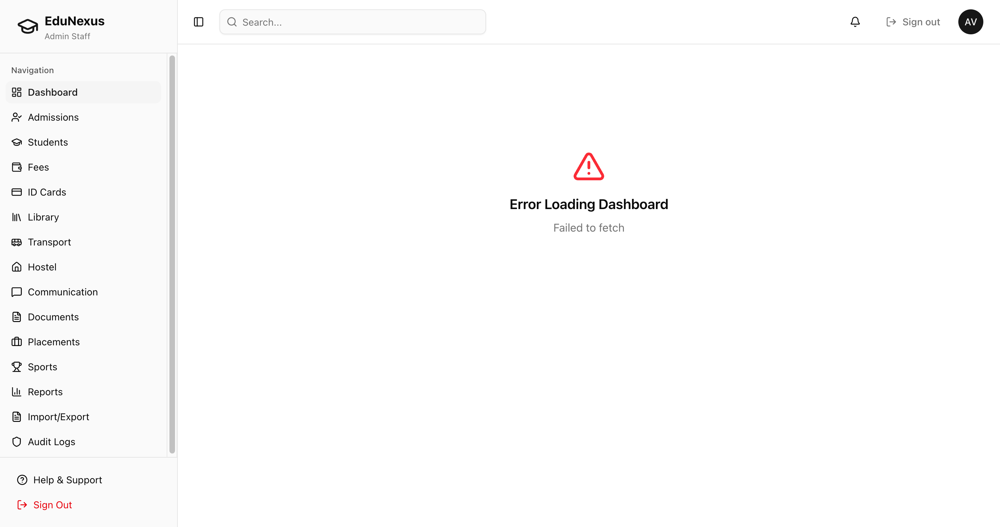 EduNexus
Admin Staff
Search...
Sign out
AV
Navigation
Dashboard
Admissions
Students
Fees
ID Cards
Library
Transport
Hostel
Communication
Documents
Placements
Sports
Reports
Import/Export
Audit Logs
Help & Support
Sign Out
Error Loading Dashboard
Failed to fetch